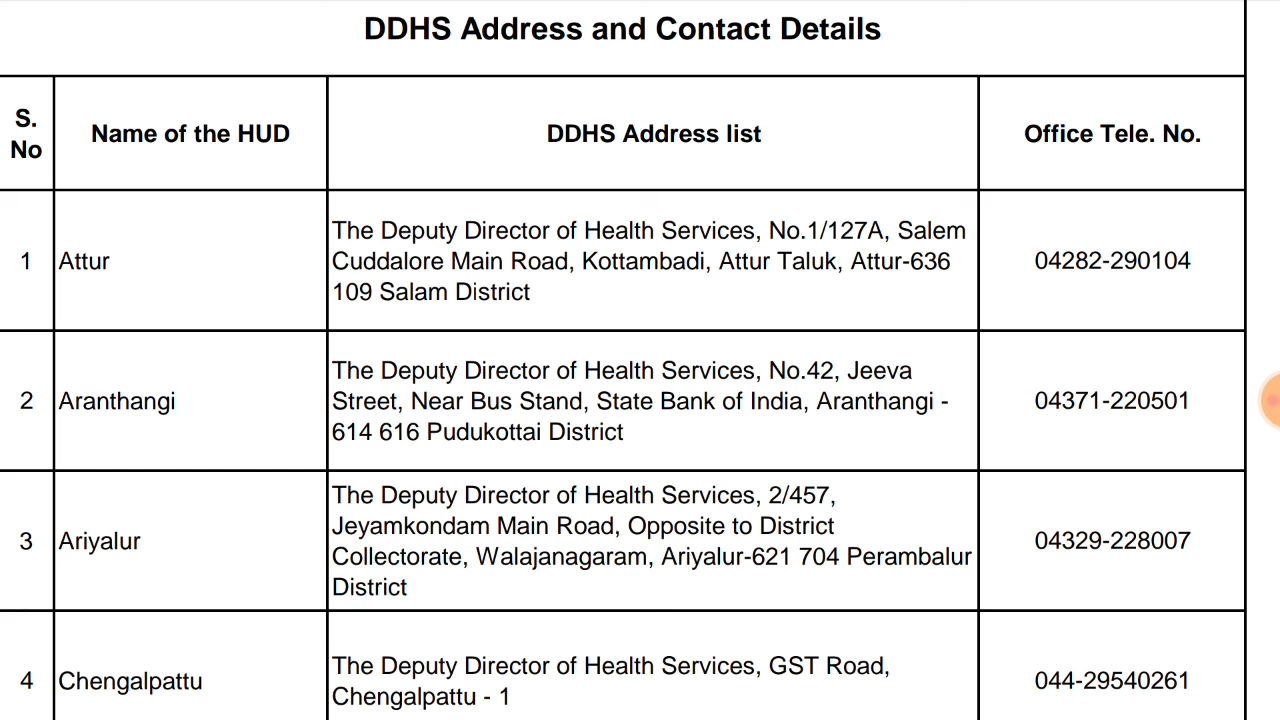 DDHS Address and Contact Details
S.
No
Name of the HUD
DDHS Address list
Office Tele. No.
1
Attur
The Deputy Director of Health Services, No.1/127A, Salem
Cuddalore Main Road, Kottambadi, Attur Taluk, Attur-636
109 Salam District
04282-290104
2
Aranthangi
The Deputy Director of Health Services, No.42, Jeeva
Street, Near Bus Stand, State Bank of India, Aranthangi -
614 616 Pudukottai District
04371-220501
3
Ariyalur
The Deputy Director of Health Services, 2/457,
Jeyamkondam Main Road, Opposite to District
Collectorate, Walajanagaram, Ariyalur-621 704 Perambalur
District
04329-228007
4
Chengalpattu
The Deputy Director of Health Services, GST Road,
Chengalpattu - 1
044-29540261